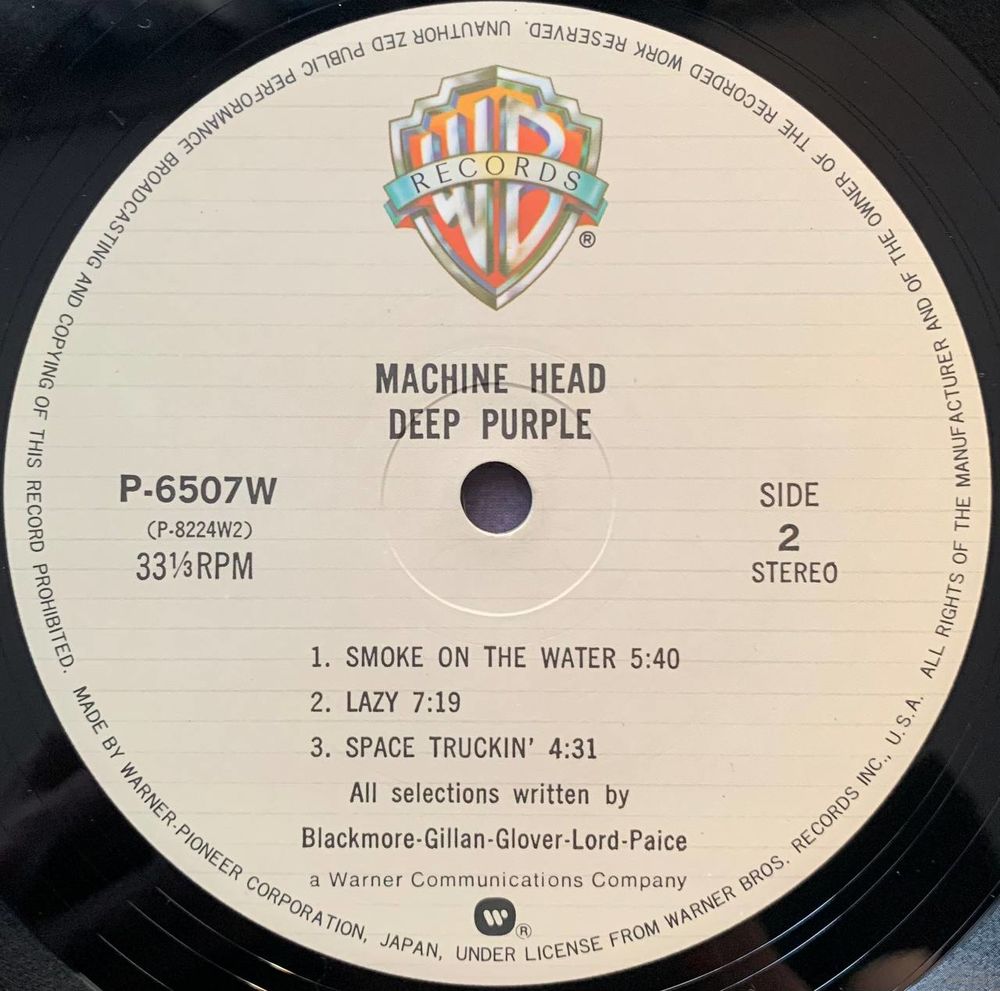 WB
RECORDS
®
MACHINE HEAD
DEEP PURPLE
P-6507W
(P-8224W2)
33⅓RPM
SIDE
2
STEREO
1. SMOKE ON THE WATER 5:40
2. LAZY 7:19
3. SPACE TRUCKIN' 4:31
All selections written by
Blackmore-Gillan-Glover-Lord-Paice
a Warner Communications Company
W®
MADE BY WARNER-PIONEER CORPORATION, JAPAN, UNDER LICENSE FROM WARNER BROS. RECORDS INC., U.S.A. ALL RIGHTS OF THE MANUFACTURER AND OF THE OWNER OF THE RECORDED WORK RESERVED. UNAUTHOR ZED PUBLIC PERFORMANCE BROADCASTING AND COPYING OF THIS RECORD PROHIBITED.